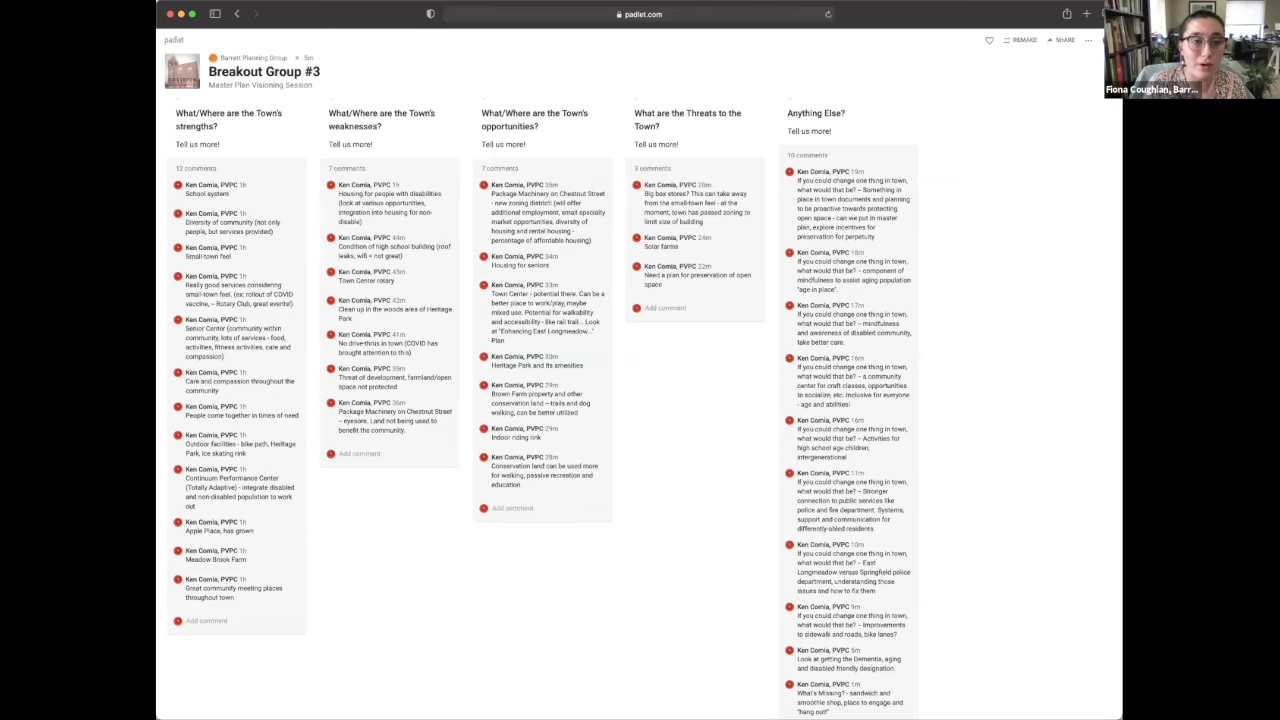 padlet.com
padlet
REMAKE
SHARE
Barrett Planning Group
5m
Breakout Group #3
Master Plan Visioning Session
Fiona Coughlan, Barr...
What/Where are the Town's
strengths?
Tell us more!
12 comments
Ken Comia, PVPC 1h
School system
Ken Comia, PVPC 1h
Diversity of community (not only
people, but services provided)
Ken Comia, PVPC 1h
Small-town feel
Ken Comia, PVPC 1h
Really good services considering
small-town feel. (ex: rollout of COVID
vaccine, – Rotary Club, great events!)
Ken Comia, PVPC 1h
Senior Center (community within
community, lots of services - food,
activities, fitness activities, care and
compassion)
Ken Comia, PVPC 1h
Care and compassion throughout the
community
Ken Comia, PVPC 1h
People come together in times of need
Ken Comia, PVPC 1h
Outdoor facilities - bike path, Heritage
Park, ice skating rink
Ken Comia, PVPC 1h
Continuum Performance Center
(Totally Adaptive) - integrate disabled
and non-disabled population to work
out
Ken Comia, PVPC 1h
Apple Place, has grown
Ken Comia, PVPC 1h
Meadow Brook Farm
Ken Comia, PVPC 1h
Great community meeting places
throughout town
Add comment
What/Where are the Town's
weaknesses?
Tell us more!
7 comments
Ken Comia, PVPC 1h
Housing for people with disabilities
(look at various opportunities,
integration into housing for non-
disable)
Ken Comia, PVPC 44m
Condition of high school building (roof
leaks, wifi = not great)
Ken Comia, PVPC 43m
Town Center rotary
Ken Comia, PVPC 42m
Clean up in the woods area of Heritage
Park
Ken Comia, PVPC 41m
No drive-thrus in town (COVID has
brought attention to this)
Ken Comia, PVPC 39m
Threat of development, farmland/open
space not protected
Ken Comia, PVPC 36m
Package Machinery on Chestnut Street
– eyesore. Land not being used to
benefit the community.
Add comment
What/Where are the Town's
opportunities?
Tell us more!
7 comments
Ken Comia, PVPC 35m
Package Machinery on Chestnut Street
- new zoning district! (will offer
additional employment, small specialty
market opportunities, diversity of
housing and rental housing -
percentage of affordable housing)
Ken Comia, PVPC 34m
Housing for seniors
Ken Comia, PVPC 33m
Town Center - potential there. Can be a
better place to work/play, maybe
mixed use. Potential for walkability
and accessibility - like rail trail... Look
at "Enhancing East Longmeadow..."
Plan
Ken Comia, PVPC 30m
Heritage Park and its amenities
Ken Comia, PVPC 29m
Brown Farm property and other
conservation land – trails and dog
walking, can be better utilized
Ken Comia, PVPC 29m
Indoor riding rink
Ken Comia, PVPC 28m
Conservation land can be used more
for walking, passive recreation and
education.
Add comment
What are the Threats to the
Town?
Tell us more!
3 comments
Ken Comia, PVPC 28m
Big box stores? This can take away
from the small-town feel - at the
moment, town has passed zoning to
limit size of building
Ken Comia, PVPC 24m
Solar farms
Ken Comia, PVPC 22m
Need a plan for preservation of open
space
Add comment
Anything Else?
Tell us more!
10 comments
Ken Comia, PVPC 19m
If you could change one thing in town,
what would that be? – Something in
place in town documents and planning
to be proactive towards protecting
open space - can we put in master
plan, explore incentives for
preservation for perpetuity.
Ken Comia, PVPC 18m
If you could change one thing in town,
what would that be? – component of
mindfulness to assist aging population
"age in place".
Ken Comia, PVPC 17m
If you could change one thing in town,
what would that be? – mindfulness
and awareness of disabled community,
take better care.
Ken Comia, PVPC 16m
If you could change one thing in town,
what would that be? – a community
center for craft classes, opportunities
to socialize, etc. Inclusive for everyone
- age and abilities!
Ken Comia, PVPC 16m
If you could change one thing in town,
what would that be? – Activities for
high school age children,
intergenerational
Ken Comia, PVPC 11m
If you could change one thing in town,
what would that be? – Stronger
connection to public services like
police and fire department. Systems,
support and communication for
differently-abled residents.
Ken Comia, PVPC 10m
If you could change one thing in town,
what would that be? – East
Longmeadow versus Springfield police
department, understanding those
issues and how to fix them
Ken Comia, PVPC 9m
If you could change one thing in town,
what would that be? – Improvements
to sidewalk and roads, bike lanes?
Ken Comia, PVPC 5m
Look at getting the Dementia, aging
and disabled friendly designation.
Ken Comia, PVPC 1m
What's Missing? - sandwich and
smoothie shop, place to engage and
"hang out!"